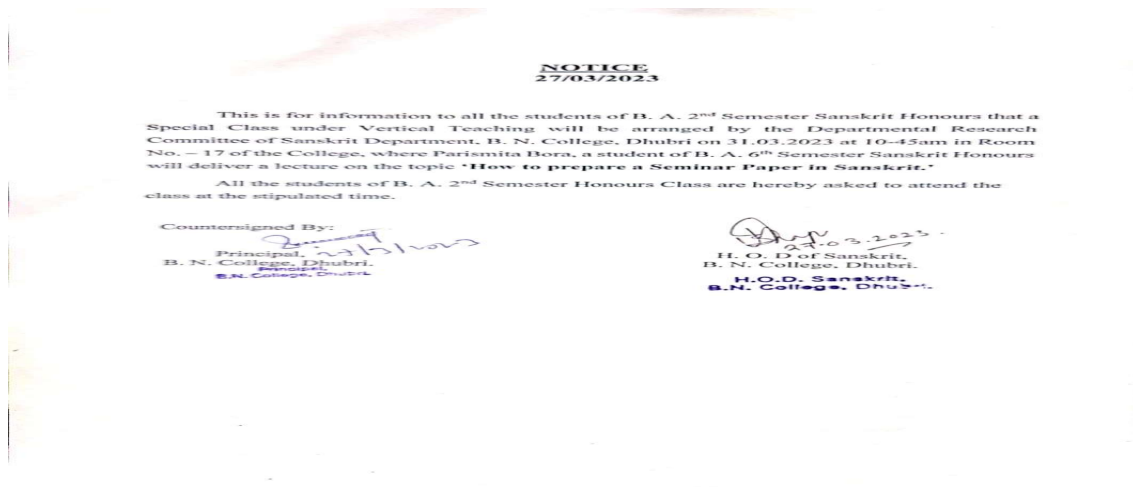 NOTICE
27/03/2023
This is for information to all the students of B. A. 2nd Semester Sanskrit Honours that a
Special Class under Vertical Teaching will be arranged by the Departmental Research
Committee of Sanskrit Department, B. N. College, Dhubri on 31.03.2023 at 10-45am in Room
No. – 17 of the College, where Parismita Bora, a student of B. A. 6th Semester Sanskrit Honours
will deliver a lecture on the topic 'How to prepare a Seminar Paper in Sanskrit.'
All the students of B. A. 2nd Semester Honours Class are hereby asked to attend the
class at the stipulated time.
Countersigned By:
27/3/2023
Principal,
B. N. College, Dhubri.
Principal,
B.N. College, Dhubri
27.03.2023.
H. O. D of Sanskrit,
B. N. College, Dhubri.
H.O.D. Sanskrit,
B.N. College, Dhubri.